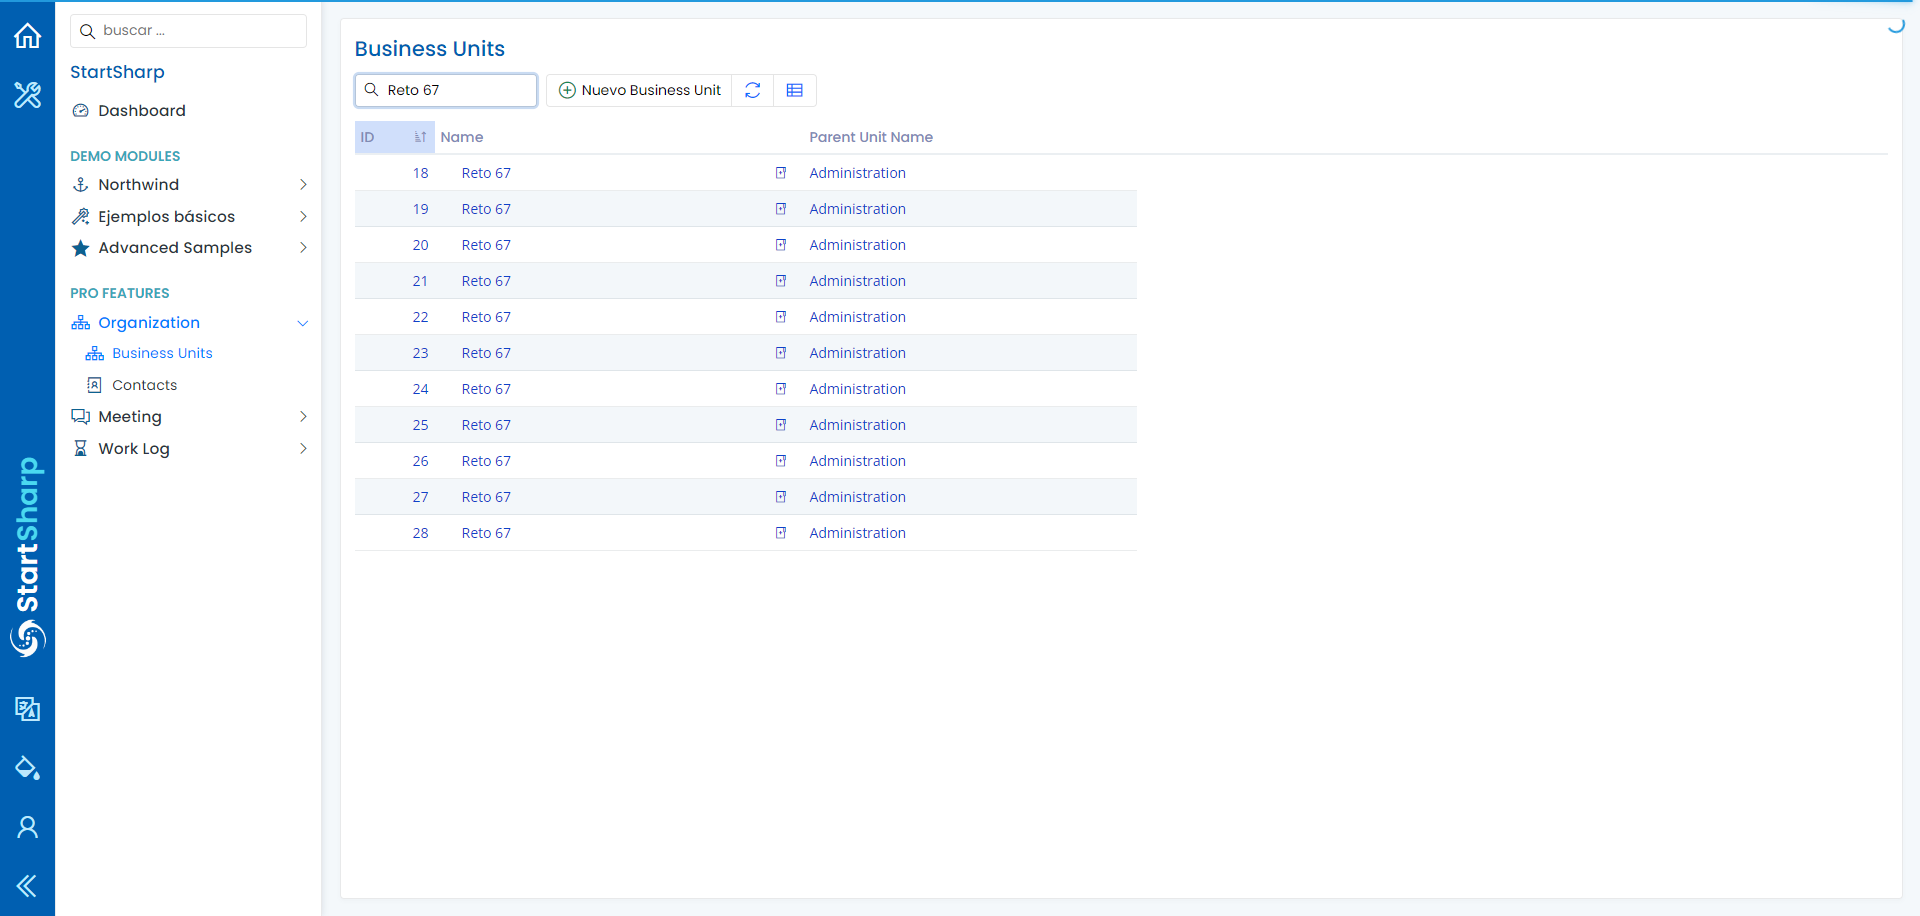 buscar ...
StartSharp
Dashboard
DEMO MODULES
Northwind
Ejemplos básicos
Advanced Samples
PRO FEATURES
Organization
Business Units
Contacts
Meeting
Work Log
StartSharp
Business Units
Reto 67
Nuevo Business Unit
ID Name Parent Unit Name
18 Reto 67 Administration
19 Reto 67 Administration
20 Reto 67 Administration
21 Reto 67 Administration
22 Reto 67 Administration
23 Reto 67 Administration
24 Reto 67 Administration
25 Reto 67 Administration
26 Reto 67 Administration
27 Reto 67 Administration
28 Reto 67 Administration